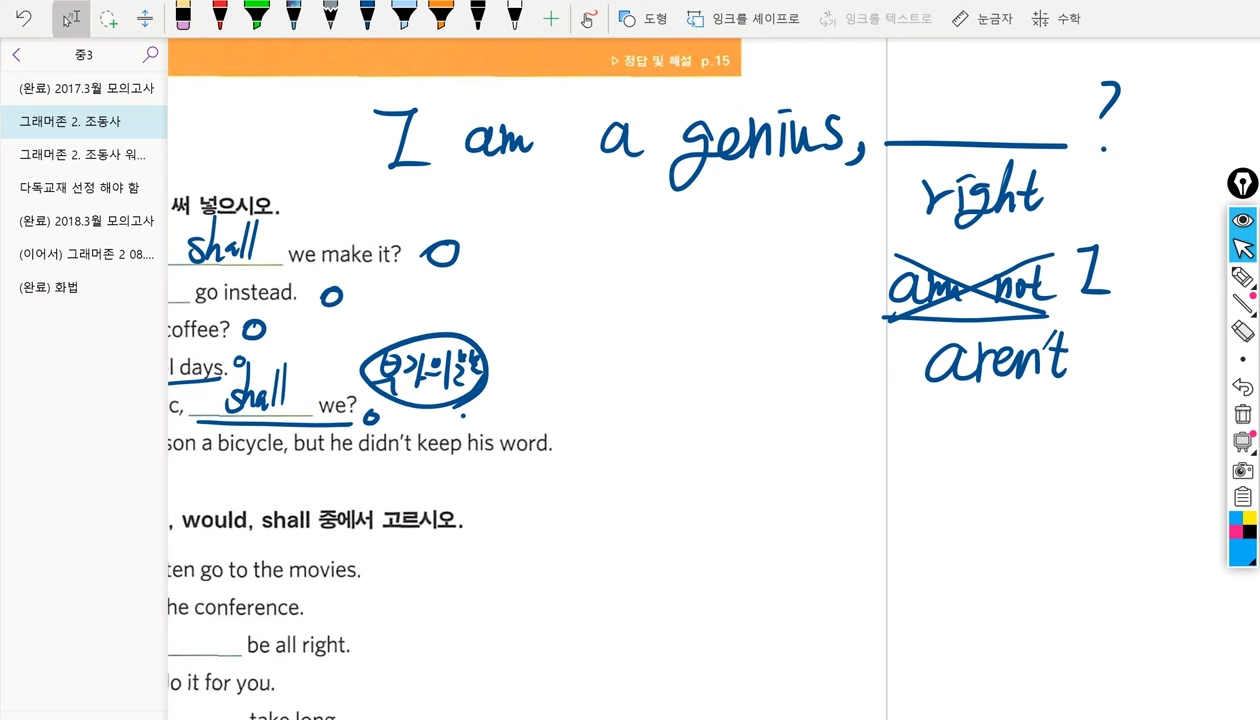 도형
잉크를 셰이프로
잉크를 텍스트로
눈금자
수학
중3
(완료) 2017.3월 모의고사
그래머존 2. 조동사
그래머존 2. 조동사 워...
다독교재 선정 해야 함
(완료) 2018.3월 모의고사
(이어서) 그래머존 2 08....
(완료) 화법
▷ 정답 및 해설 p.15
I am a genius, ?
right
am not I
aren't
써 넣으시오.
shall we make it? O
go instead. O
coffee? O
l days. o
부가의문
c, shall we? o
son a bicycle, but he didn't keep his word.
, would, shall 중에서 고르시오.
ten go to the movies.
he conference.
be all right.
do it for you.
take long